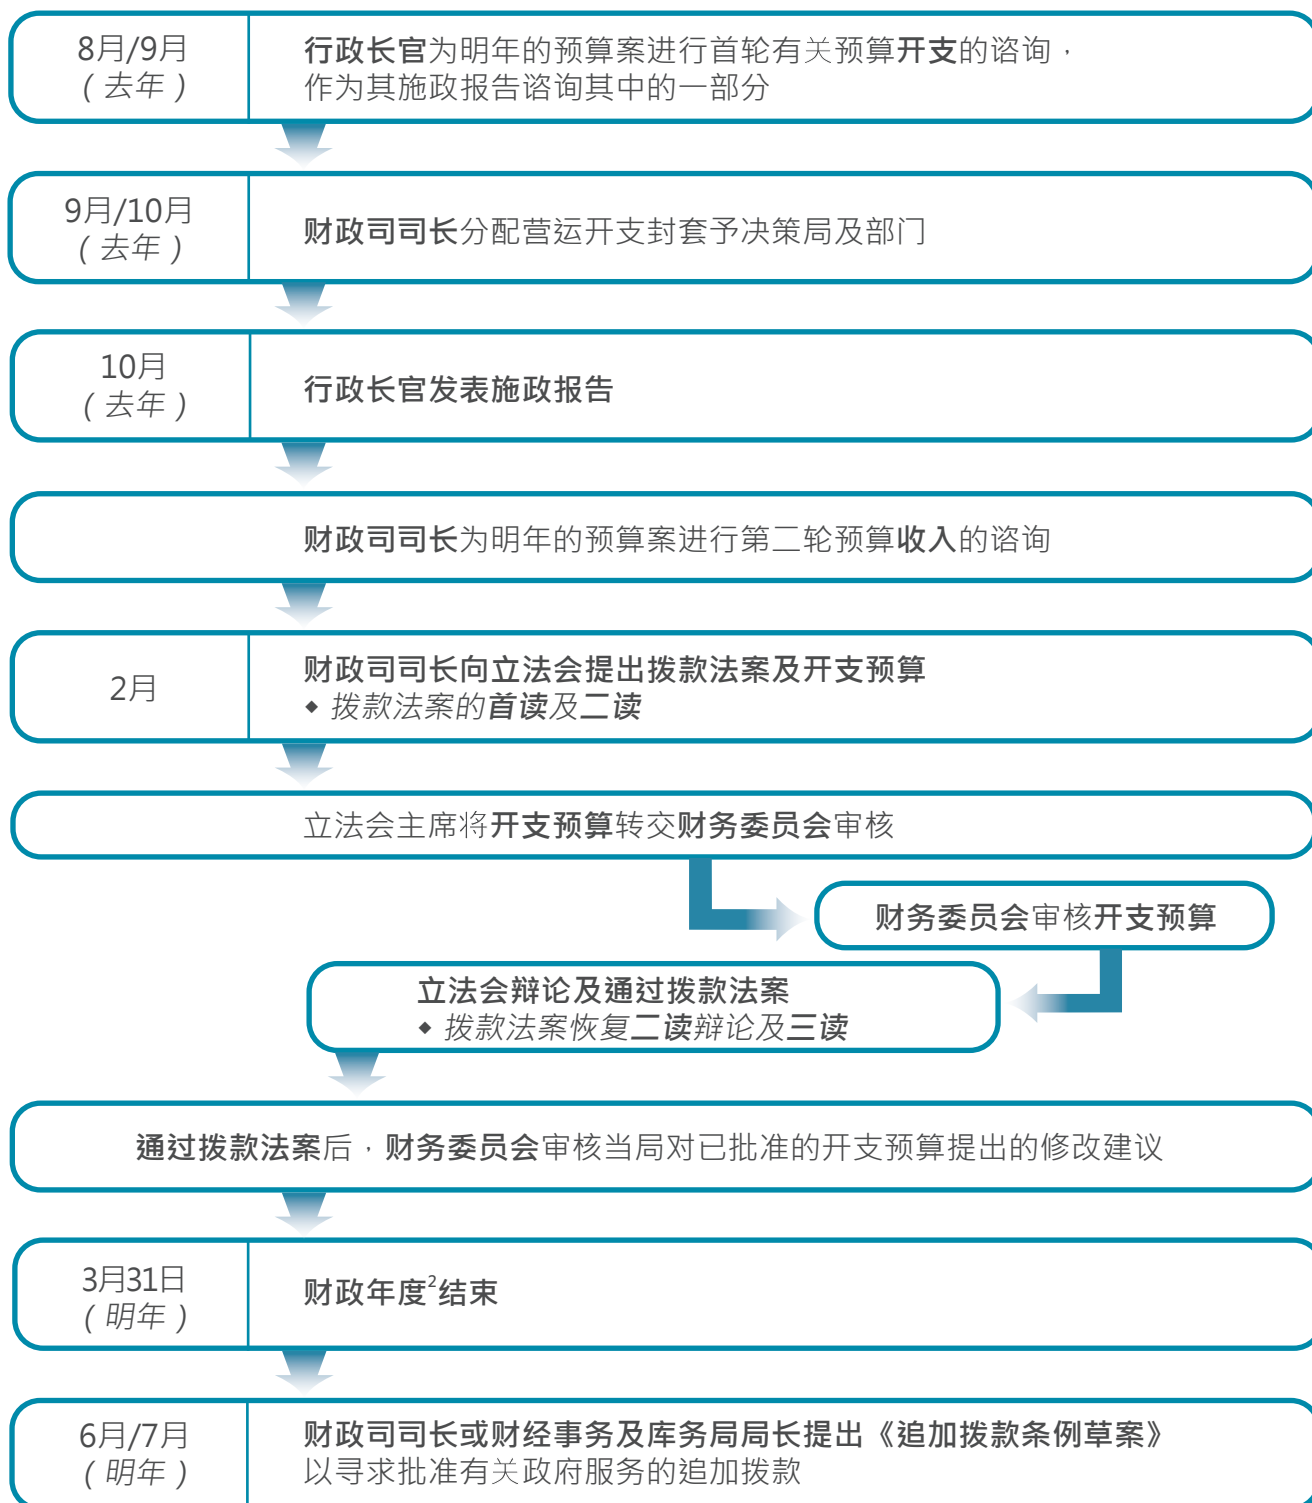 8月/9月
（去年）
行政长官为明年的预算案进行首轮有关预算开支的谘询，
作为其施政报告谘询其中的一部分
9月/10月
（去年）
财政司司长分配营运开支封套予决策局及部门
10月
（去年）
行政长官发表施政报告
财政司司长为明年的预算案进行第二轮预算收入的谘询
2月
财政司司长向立法会提出拨款法案及开支预算
◆ 拨款法案的首读及二读
立法会主席将开支预算转交财务委员会审核
财务委员会审核开支预算
立法会辩论及通过拨款法案
◆ 拨款法案恢复二读辩论及三读
通过拨款法案后，财务委员会审核当局对已批准的开支预算提出的修改建议
3月31日
（明年）
财政年度²结束
6月/7月
（明年）
财政司司长或财经事务及库务局局长提出《追加拨款条例草案》
以寻求批准有关政府服务的追加拨款